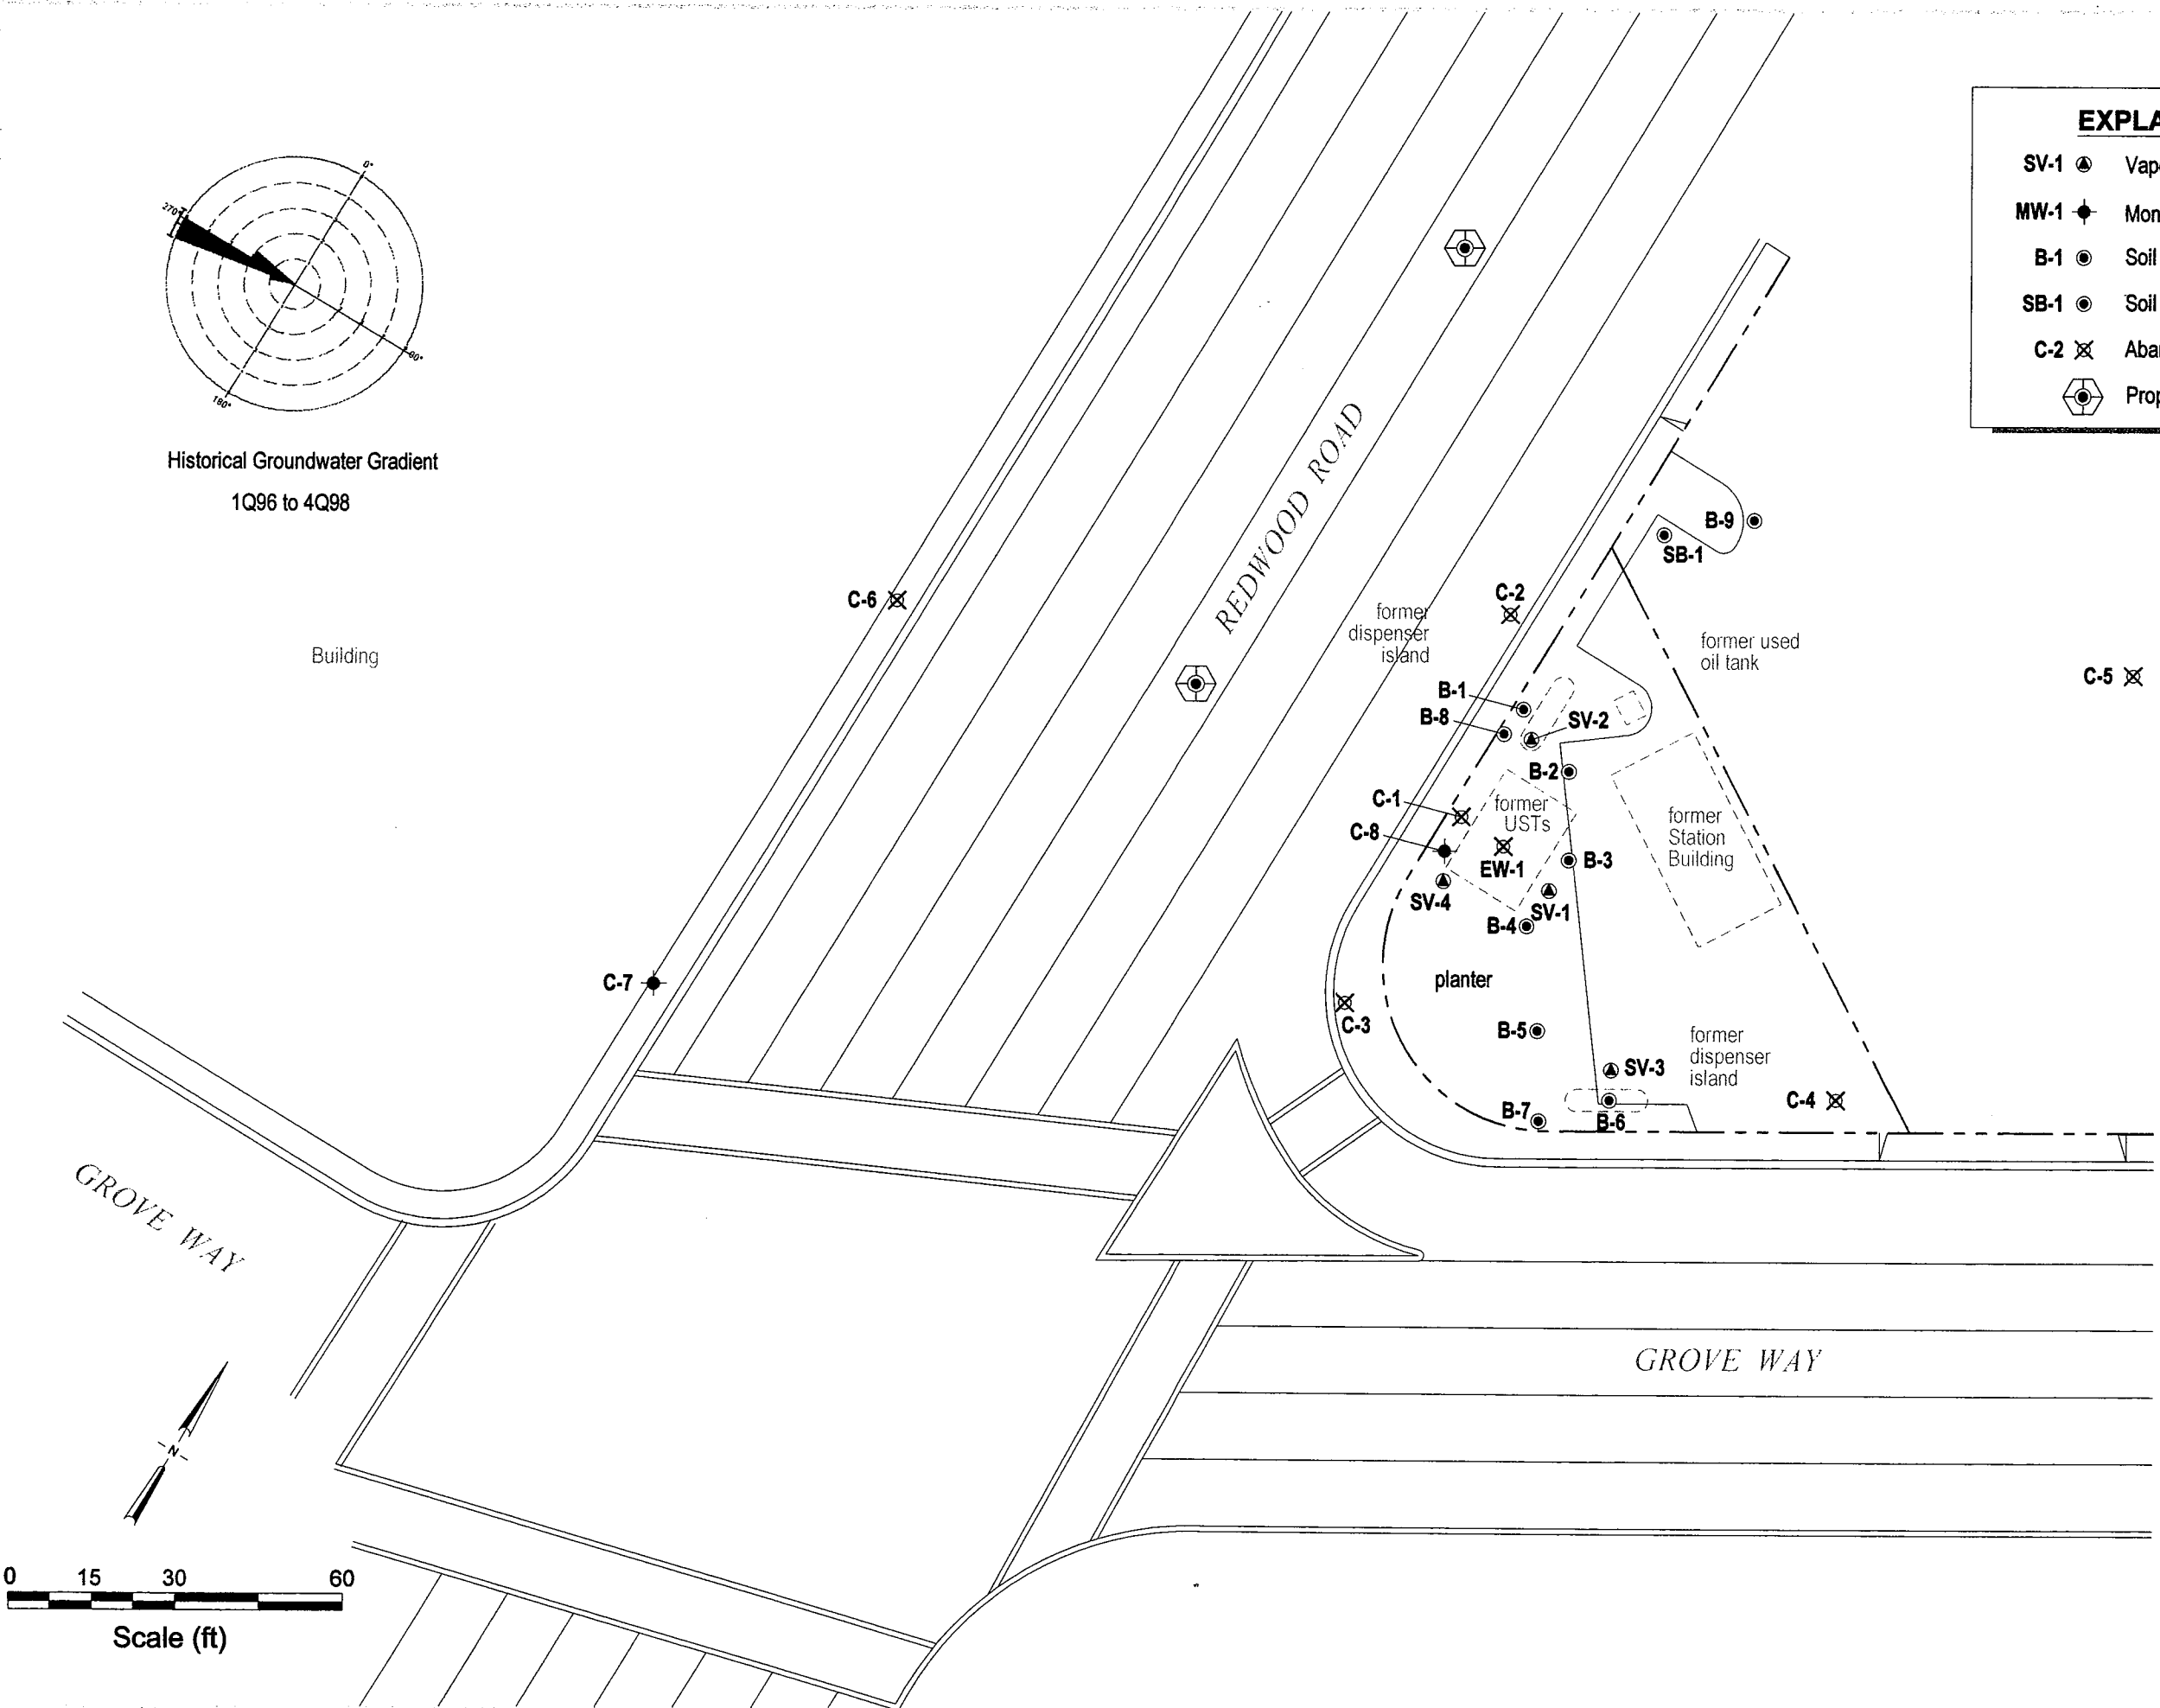 EXPLA
SV-1 Vap
MW-1 Mon
B-1 Soil
SB-1 Soil
C-2 Aba
Prop
0°
270°
90°
180°
Historical Groundwater Gradient
1Q96 to 4Q98
REDWOOD ROAD
B-9
SB-1
C-6
C-2
former
dispenser
island
Building
former used
oil tank
C-5
B-1
B-8
SV-2
B-2
C-1
former
USTs
C-8
former
Station
Building
EW-1
B-3
SV-4
SV-1
B-4
C-7
planter
C-3
B-5
former
dispenser
island
SV-3
C-4
B-7
B-6
GROVE WAY
GROVE WAY
N
0 15 30 60
Scale (ft)